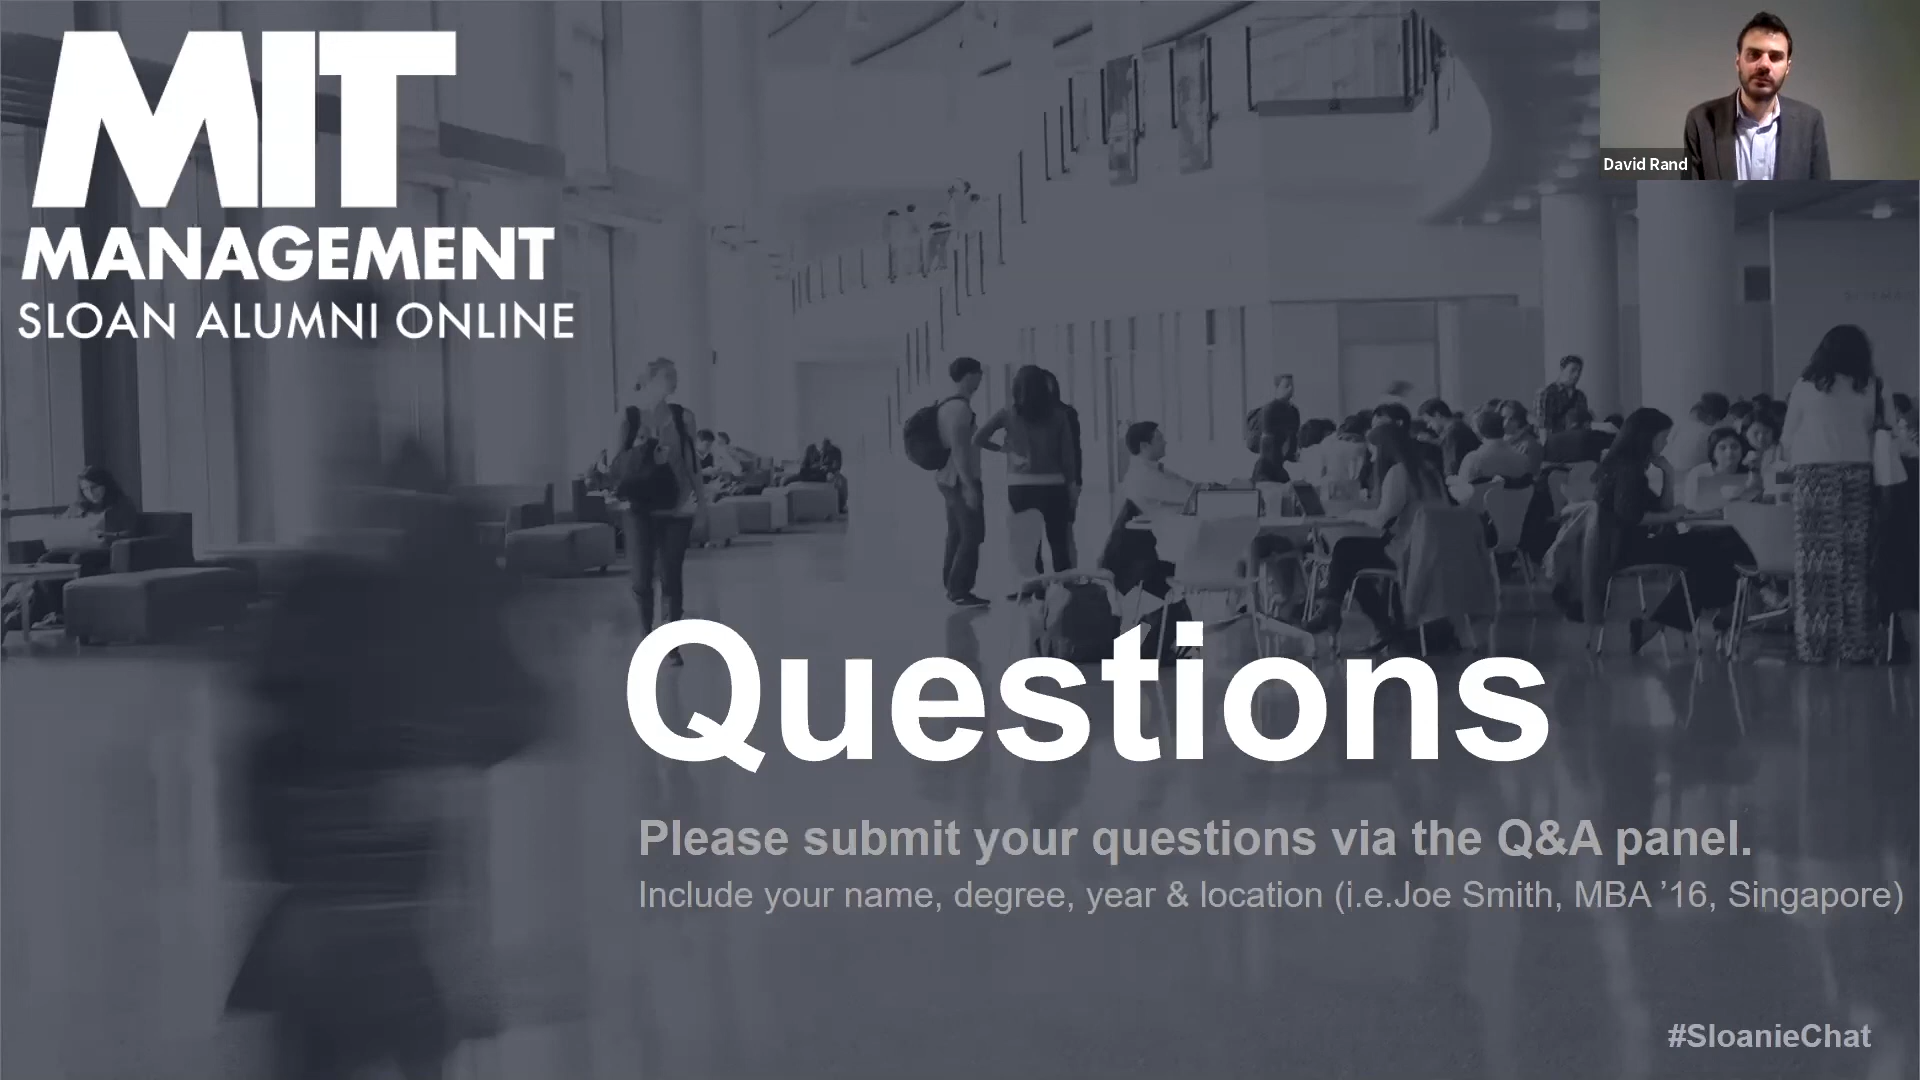 MIT
MANAGEMENT
SLOAN ALUMNI ONLINE
David Rand
Questions
Please submit your questions via the Q&A panel.
Include your name, degree, year & location (i.e.Joe Smith, MBA ’16, Singapore)
#SloanieChat